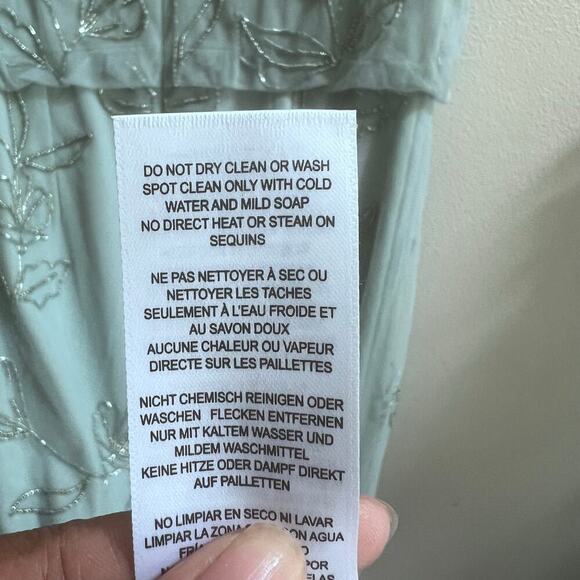 DO NOT DRY CLEAN OR WASH
SPOT CLEAN ONLY WITH COLD
WATER AND MILD SOAP
NO DIRECT HEAT OR STEAM ON
SEQUINS
NE PAS NETTOYER À SEC OU
NETTOYER LES TACHES
SEULEMENT À L'EAU FROIDE ET
AU SAVON DOUX
AUCUNE CHALEUR OU VAPEUR
DIRECTE SUR LES PAILLETTES
NICHT CHEMISCH REINIGEN ODER
WASCHEN FLECKEN ENTFERNEN
NUR MIT KALTEM WASSER UND
MILDEM WASCHMITTEL
KEINE HITZE ODER DAMPF DIREKT
AUF PAILLETTEN
NO LIMPIAR EN SECO NI LAVAR
LIMPIAR LA ZONA AGUA